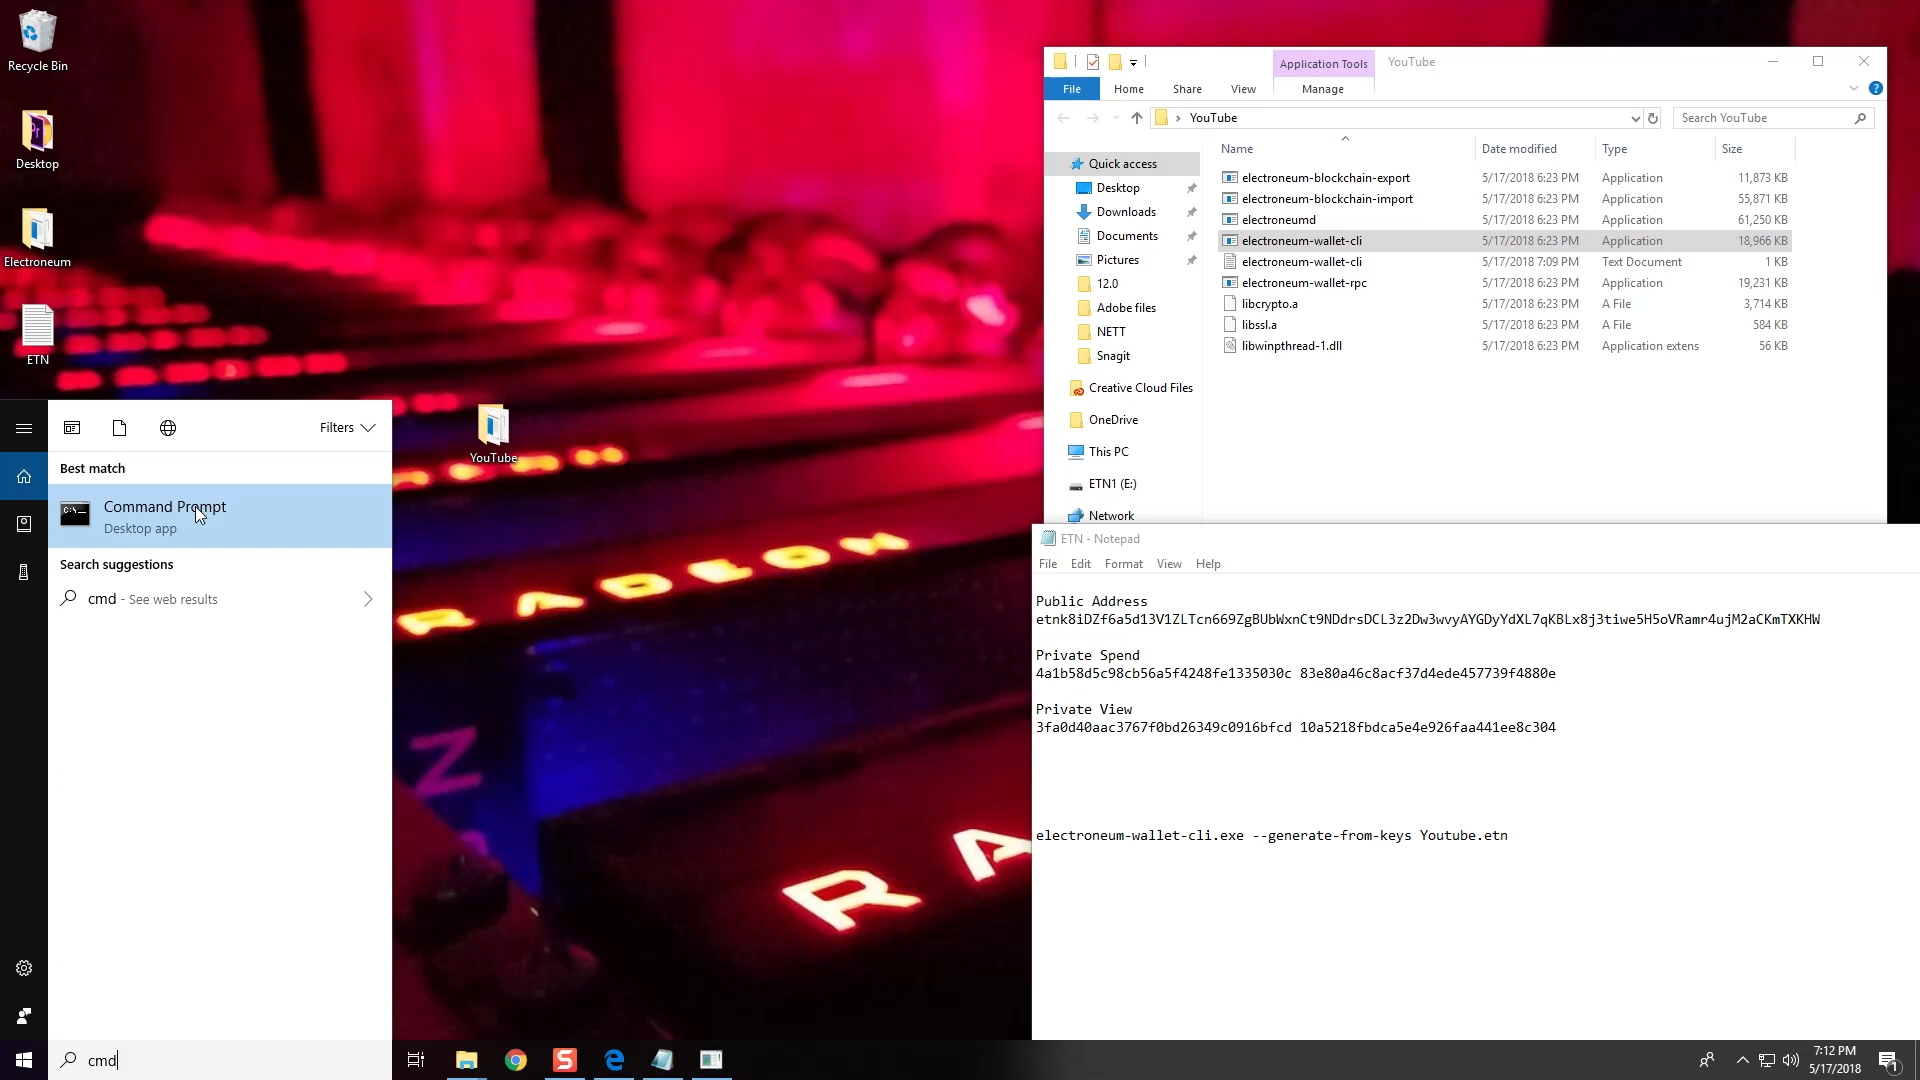 Recycle Bin
Desktop
Electroneum
ETN
YouTube
Filters
Best match
Command Prompt
Desktop app
Search suggestions
cmd - See web results
cmd
RADEON
R A
Application Tools
YouTube
File
Home
Share
View
Manage
YouTube
Search YouTube
Quick access
Desktop
Downloads
Documents
Pictures
12.0
Adobe files
NETT
Snagit
Creative Cloud Files
OneDrive
This PC
ETN1 (E:)
Network
Name Date modified Type Size
electroneum-blockchain-export 5/17/2018 6:23 PM Application 11,873 KB
electroneum-blockchain-import 5/17/2018 6:23 PM Application 55,871 KB
electroneumd 5/17/2018 6:23 PM Application 61,250 KB
electroneum-wallet-cli 5/17/2018 6:23 PM Application 18,966 KB
electroneum-wallet-cli 5/17/2018 7:09 PM Text Document 1 KB
electroneum-wallet-rpc 5/17/2018 6:23 PM Application 19,231 KB
libcrypto.a 5/17/2018 6:23 PM A File 3,714 KB
libssl.a 5/17/2018 6:23 PM A File 584 KB
libwinpthread-1.dll 5/17/2018 6:23 PM Application extens 56 KB
ETN - Notepad
File Edit Format View Help
Public Address
etnk8iDZf6a5d13V1ZLTcn669ZgBUbWxnCt9NDdrsDCL3z2Dw3wvyAYGDyYdXL7qKBLx8j3tiwe5H5oVRamr4ujM2aCKmTXKHW
Private Spend
4a1b58d5c98cb56a5f4248fe1335030c 83e80a46c8acf37d4ede457739f4880e
Private View
3fa0d40aac3767f0bd26349c0916bfcd 10a5218fbdca5e4e926faa441ee8c304
electroneum-wallet-cli.exe --generate-from-keys Youtube.etn
7:12 PM
5/17/2018
1